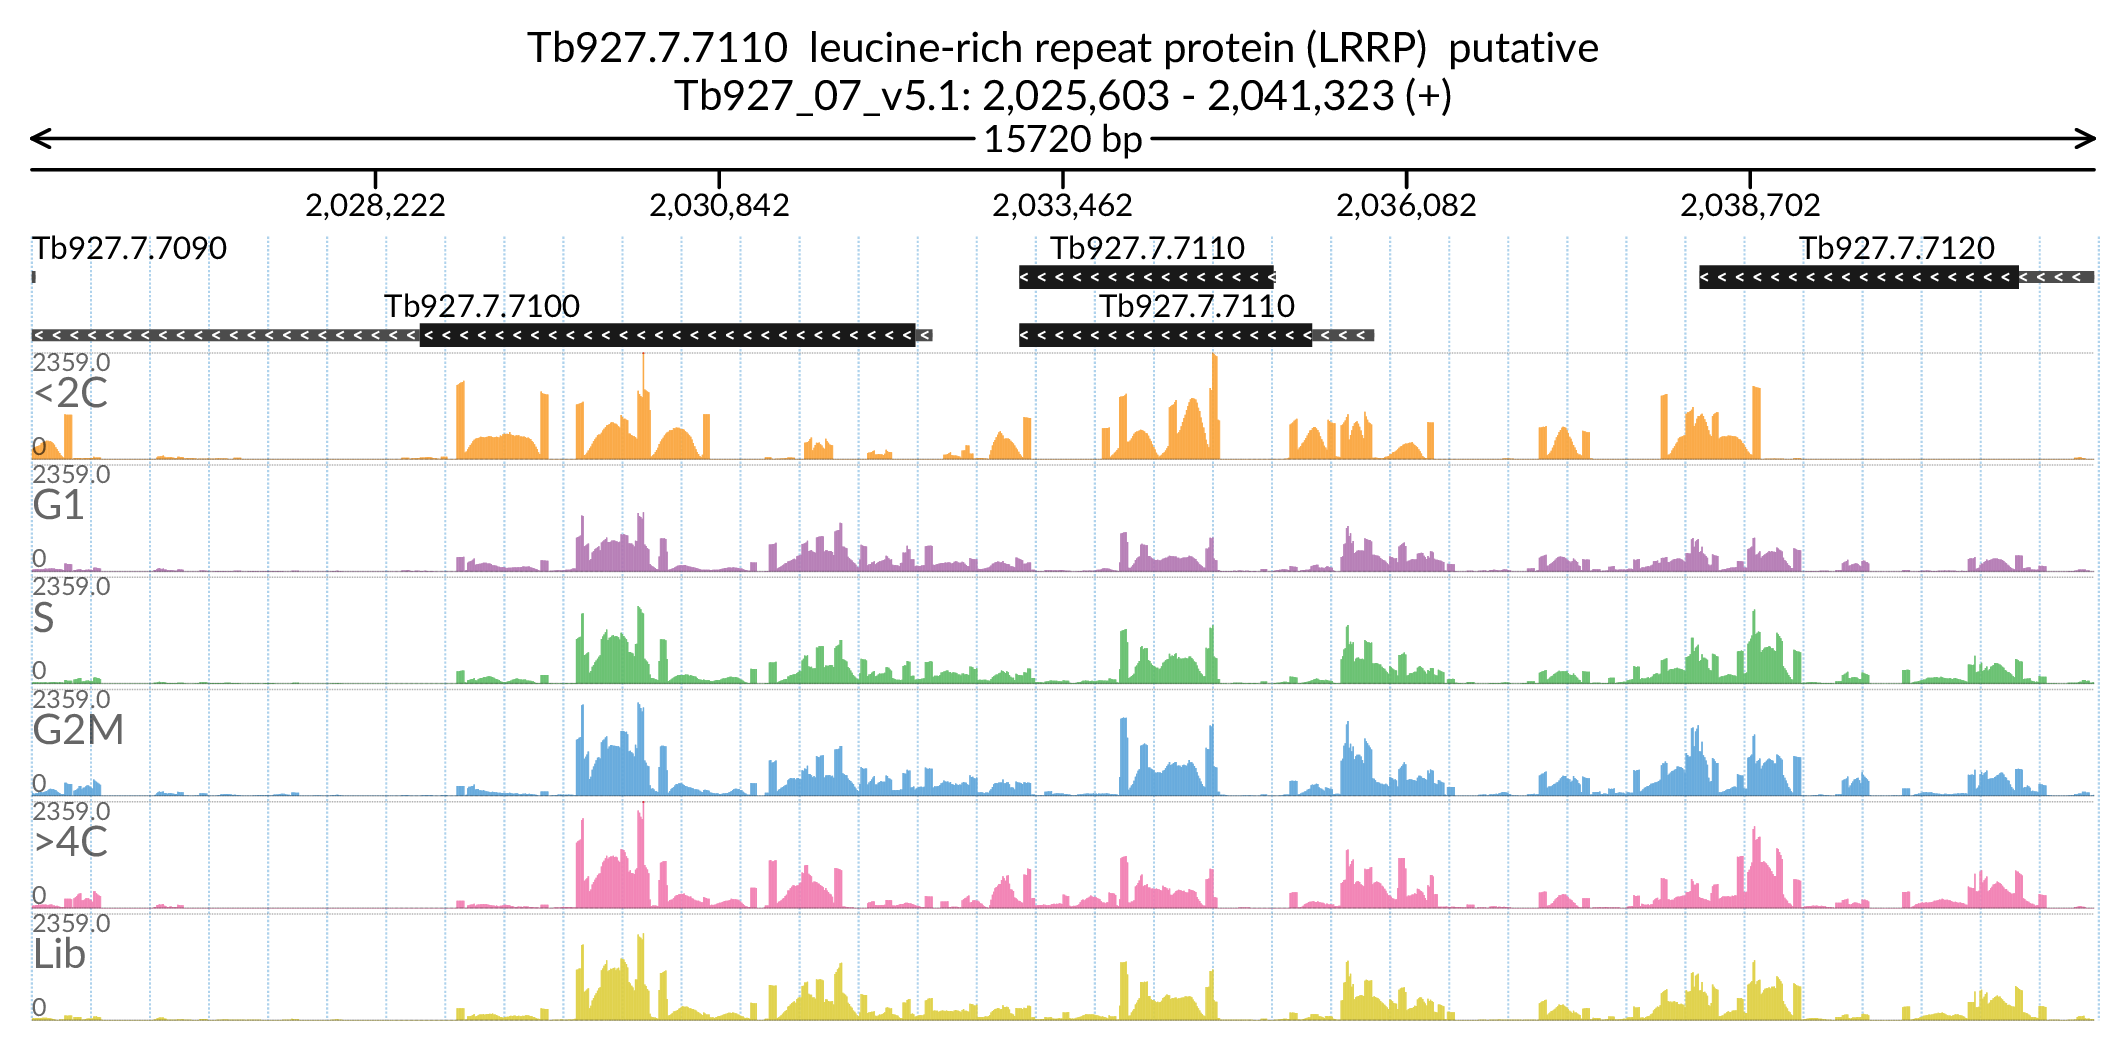 Tb927.7.7110 leucine-rich repeat protein (LRRP) putative
Tb927_07_v5.1: 2,025,603 - 2,041,323 (+)
15720 bp
2,028,222 2,030,842 2,033,462 2,036,082 2,038,702
Tb927.7.7090 Tb927.7.7110 Tb927.7.7120
Tb927.7.7100 Tb927.7.7110
2359.0
<2C
0
2359.0
G1
0
2359.0
S
0
2359.0
G2M
0
2359.0
>4C
0
2359.0
Lib
0